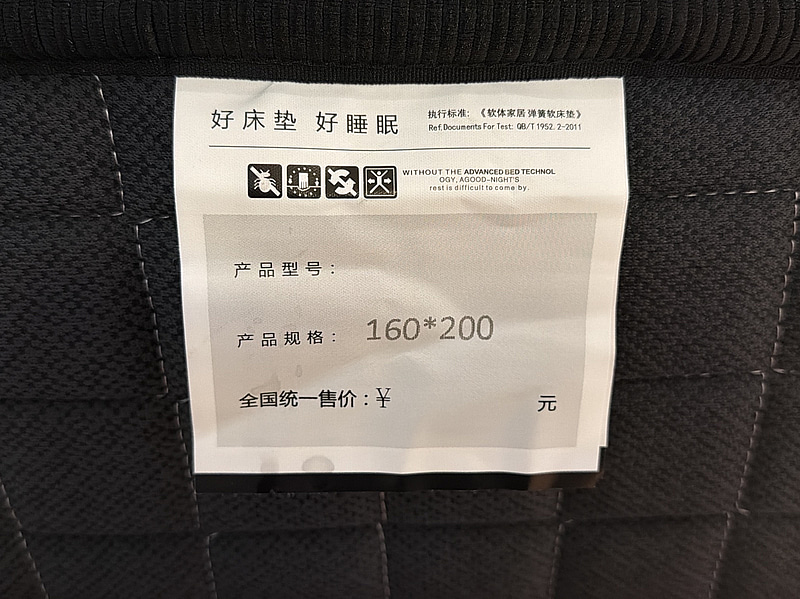 好床垫 好睡眠
执行标准：《软体家居 弹簧软床垫》
Ref.Documents For Test: QB/T 1952. 2-2011
WITHOUT THE ADVANCED BED TECHNOL
OGY, AGOOD-NIGHT'S
rest is difficult to come by.
产品型号：
产品规格： 160*200
全国统一售价：¥ 元